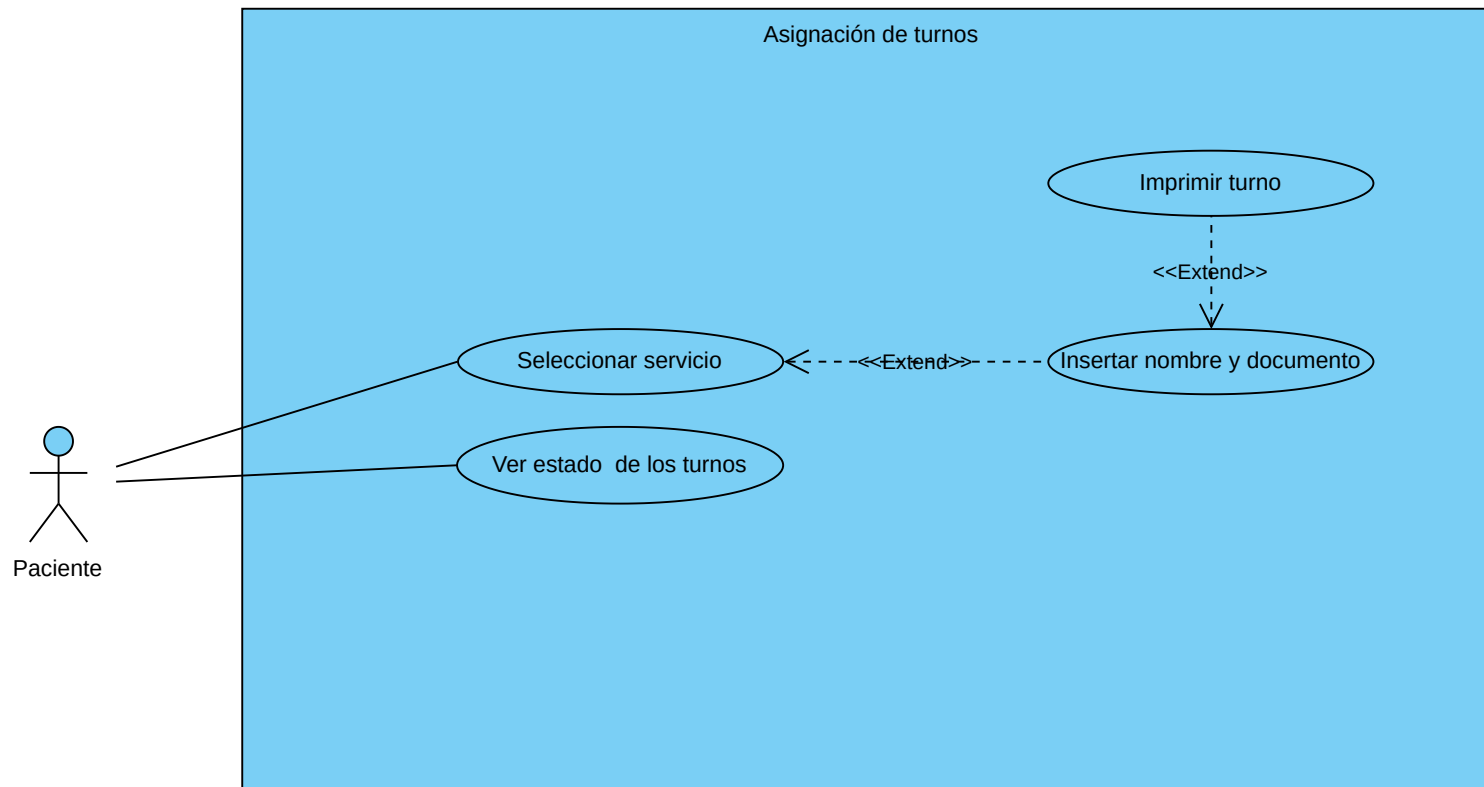 Asignación de turnos
Imprimir turno
<<Extend>>
Seleccionar servicio
<<Extend>>
Insertar nombre y documento
Ver estado  de los turnos
Paciente